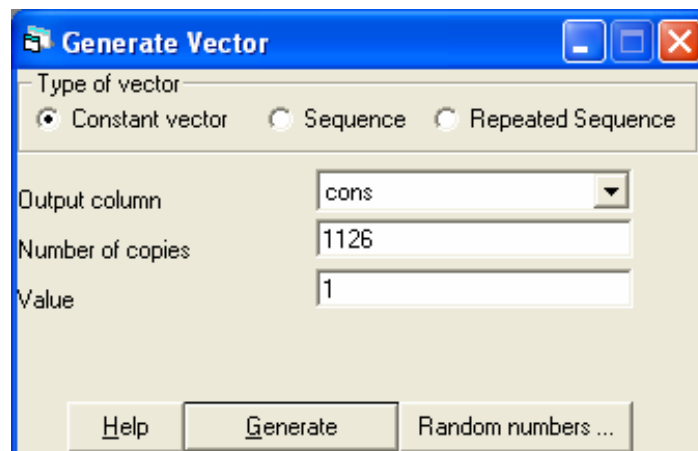 Generate Vector
Type of vector
Constant vector Sequence Repeated Sequence
Output column cons
Number of copies 1126
Value 1
Help Generate Random numbers ...